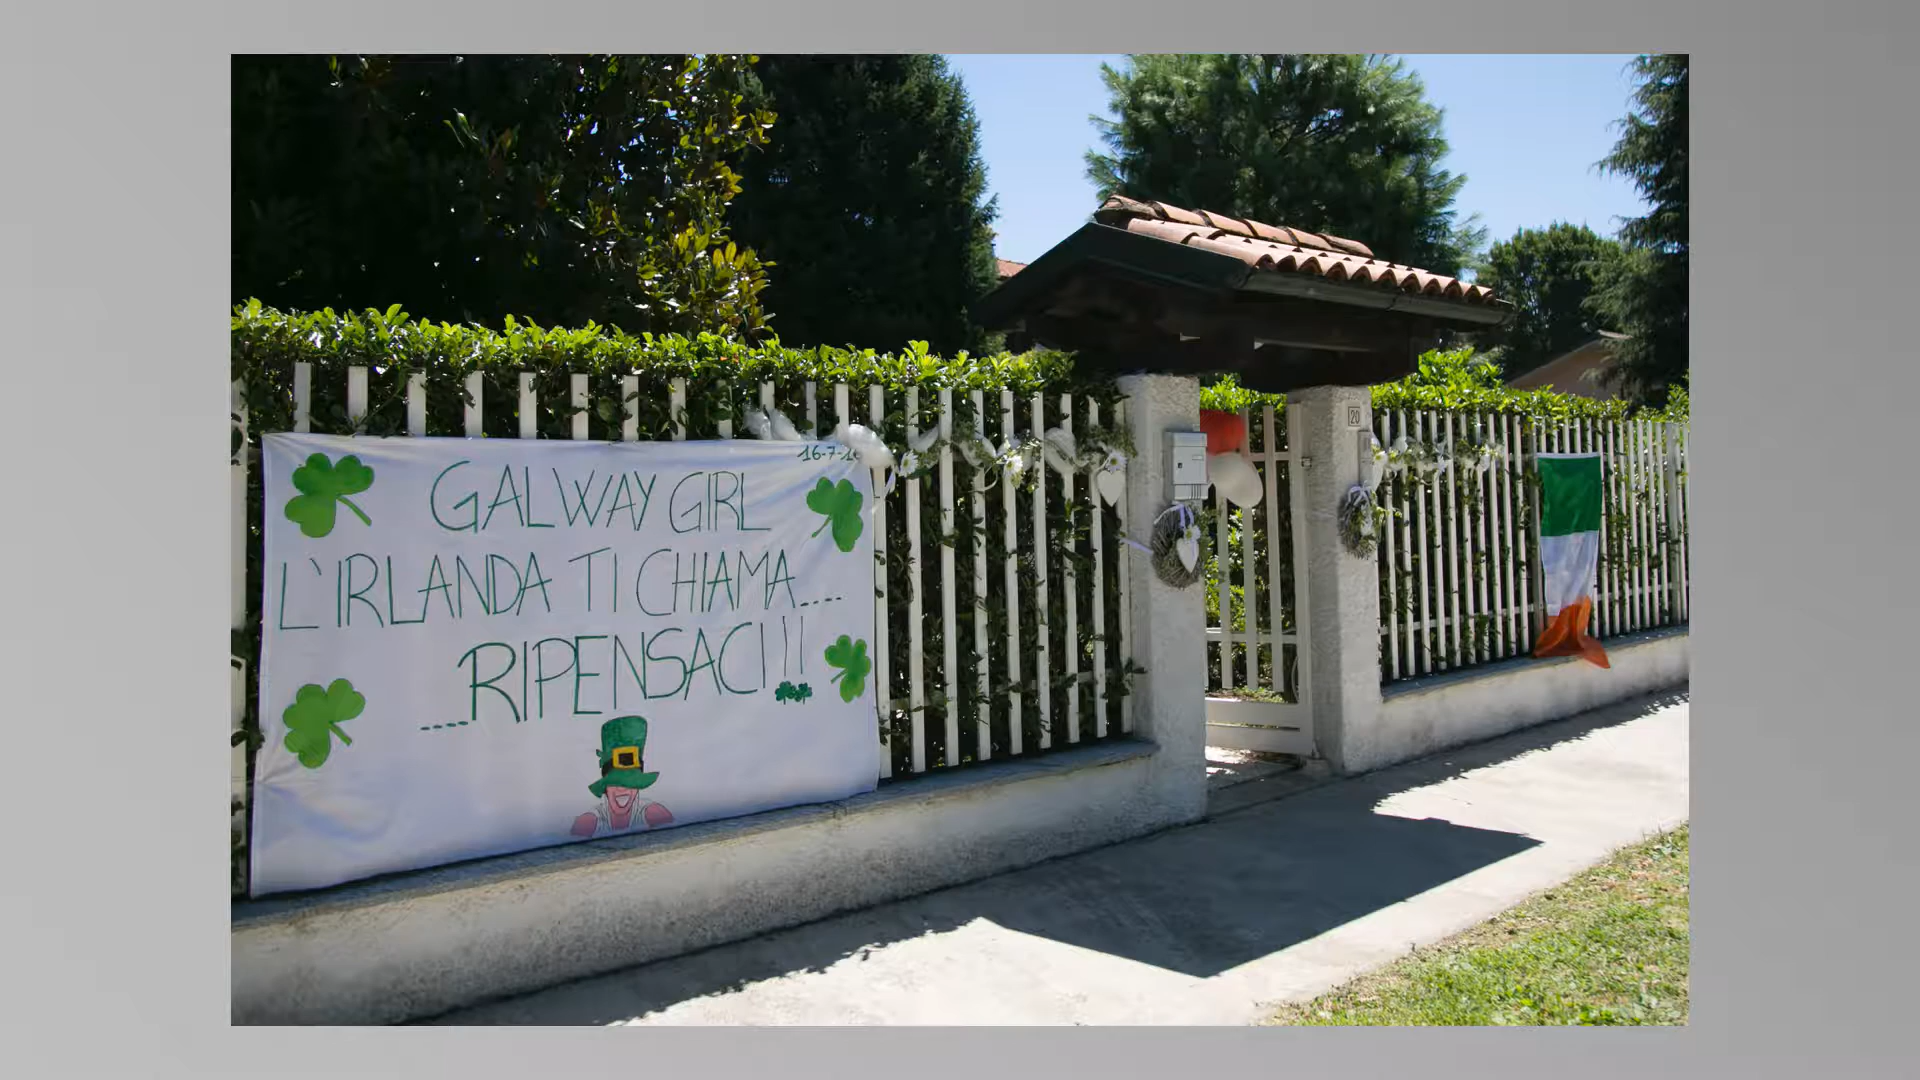 16-7-16
GALWAY GIRL
L'IRLANDA TI CHIAMA....
....RIPENSACI!!!
20